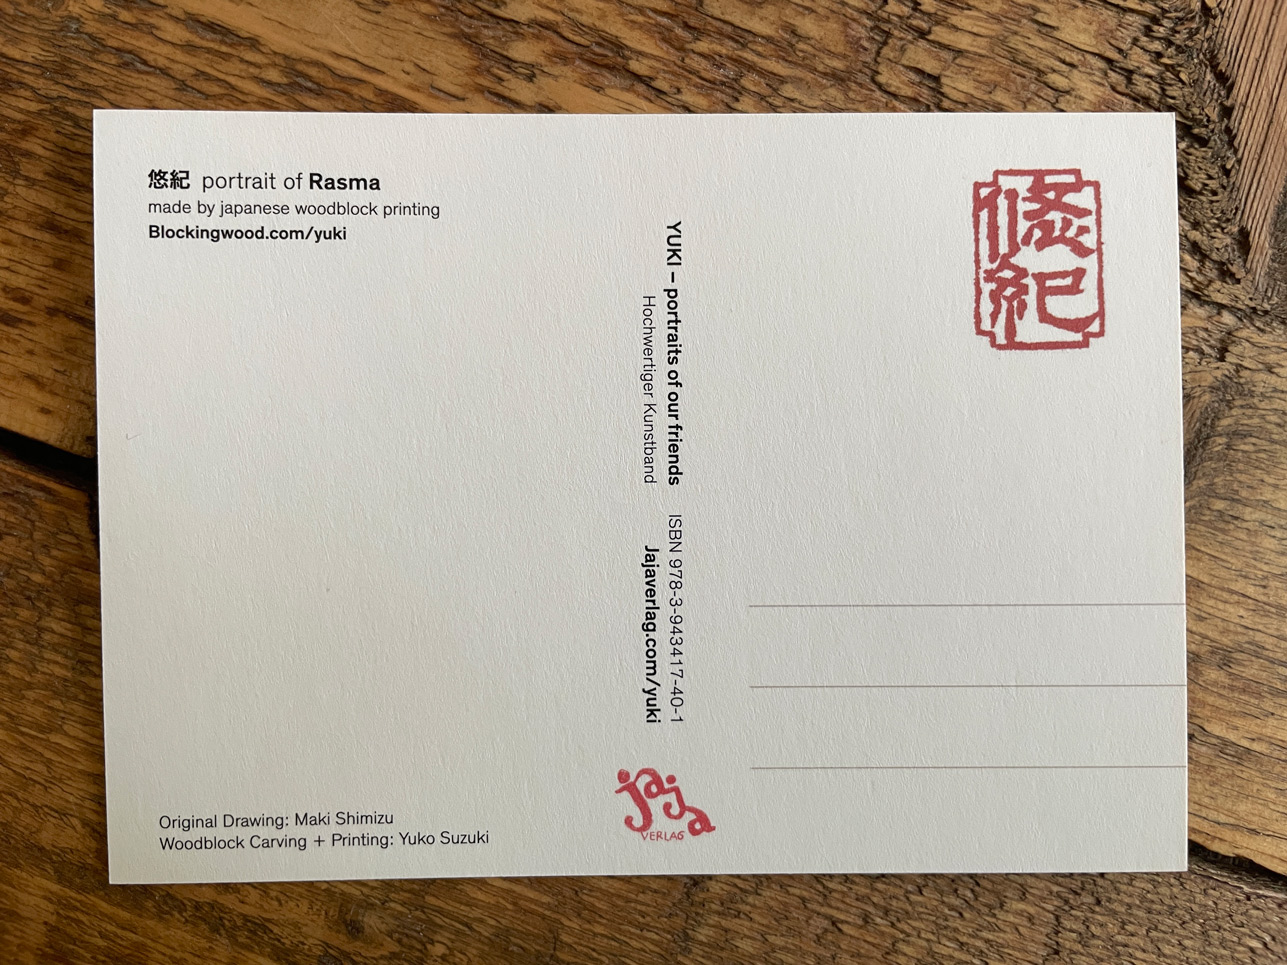 悠紀 portrait of Rasma
made by japanese woodblock printing
Blockingwood.com/yuki
Original Drawing: Maki Shimizu
Woodblock Carving + Printing: Yuko Suzuki
YUKI – portraits of our friends ISBN 978-3-943417-40-1
Hochwertiger Kunstband Jajaverlag.com/yuki
jaja
VERLAG
悠
紀